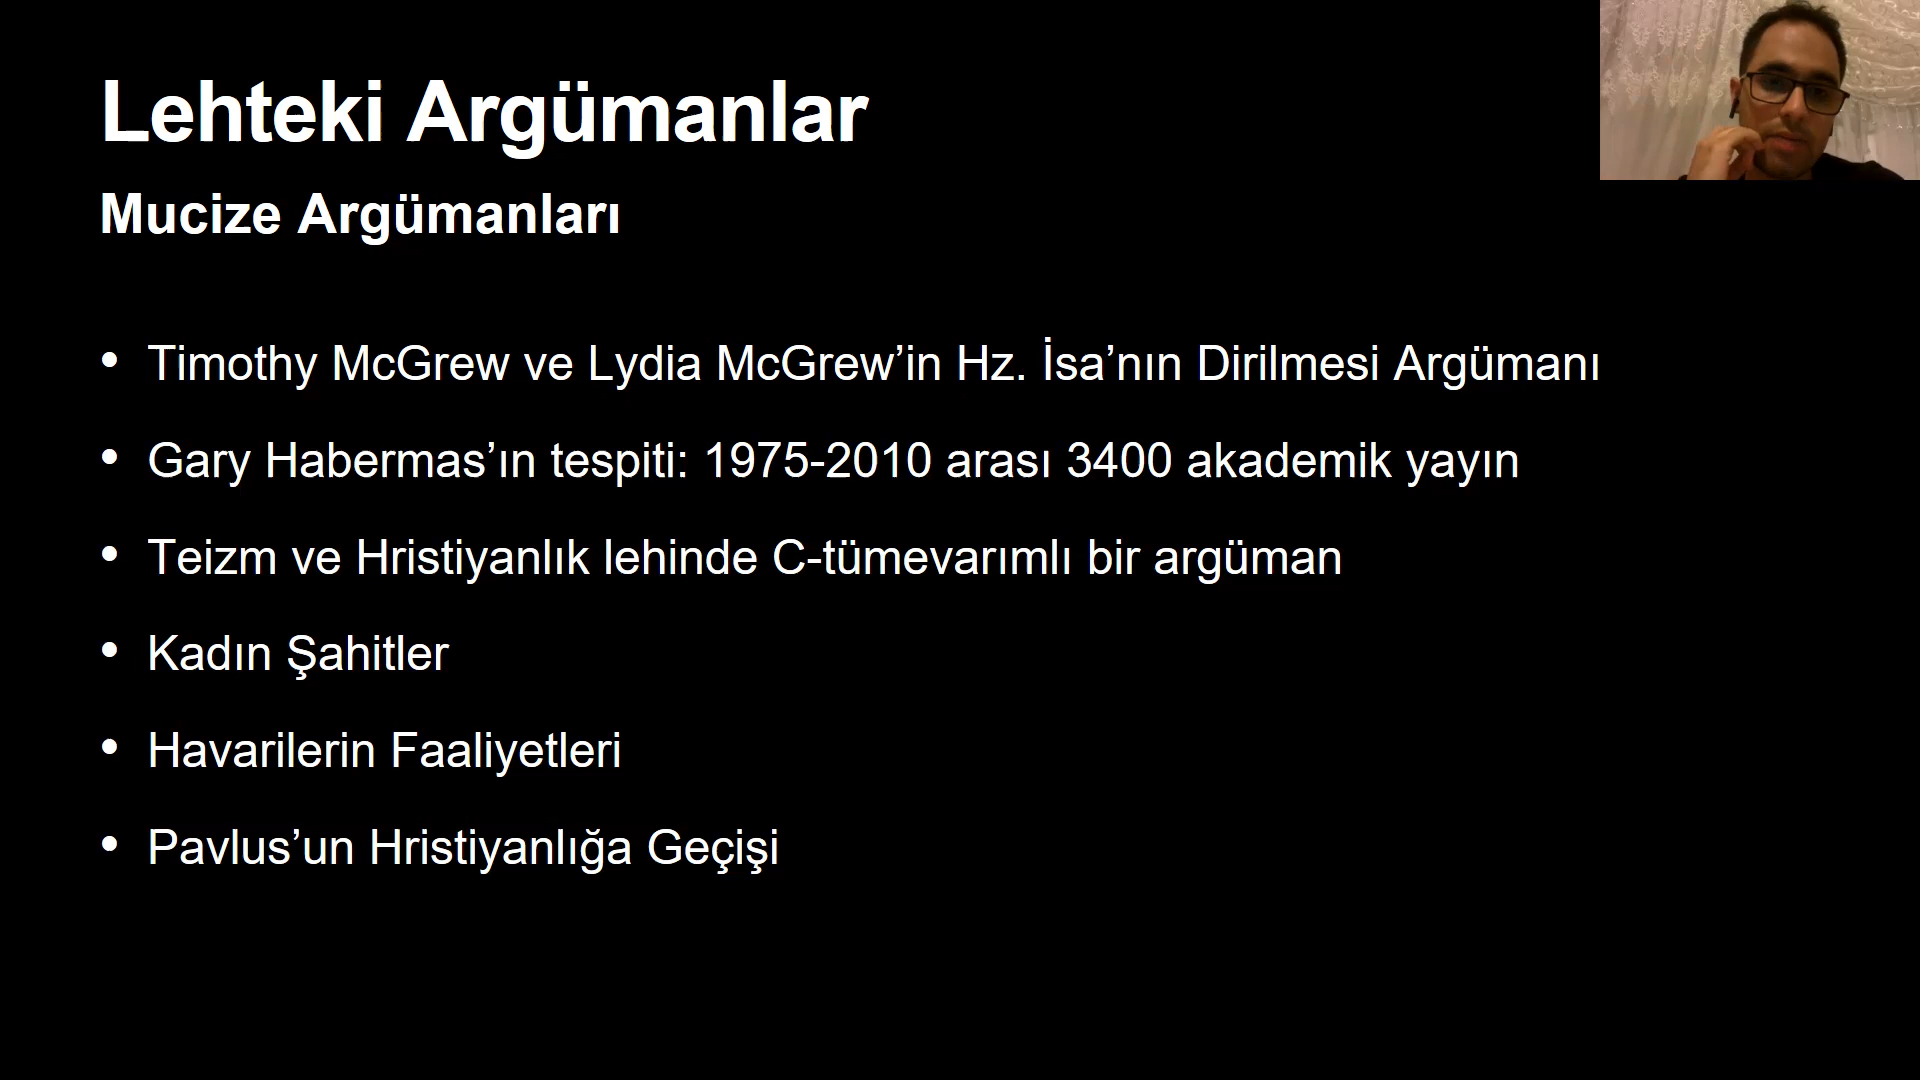 Lehteki Argümanlar
Mucize Argümanları
• Timothy McGrew ve Lydia McGrew’in Hz. İsa’nın Dirilmesi Argümanı
• Gary Habermas’ın tespiti: 1975-2010 arası 3400 akademik yayın
• Teizm ve Hristiyanlık lehinde C-tümevarımlı bir argüman
• Kadın Şahitler
• Havarilerin Faaliyetleri
• Pavlus’un Hristiyanlığa Geçişi